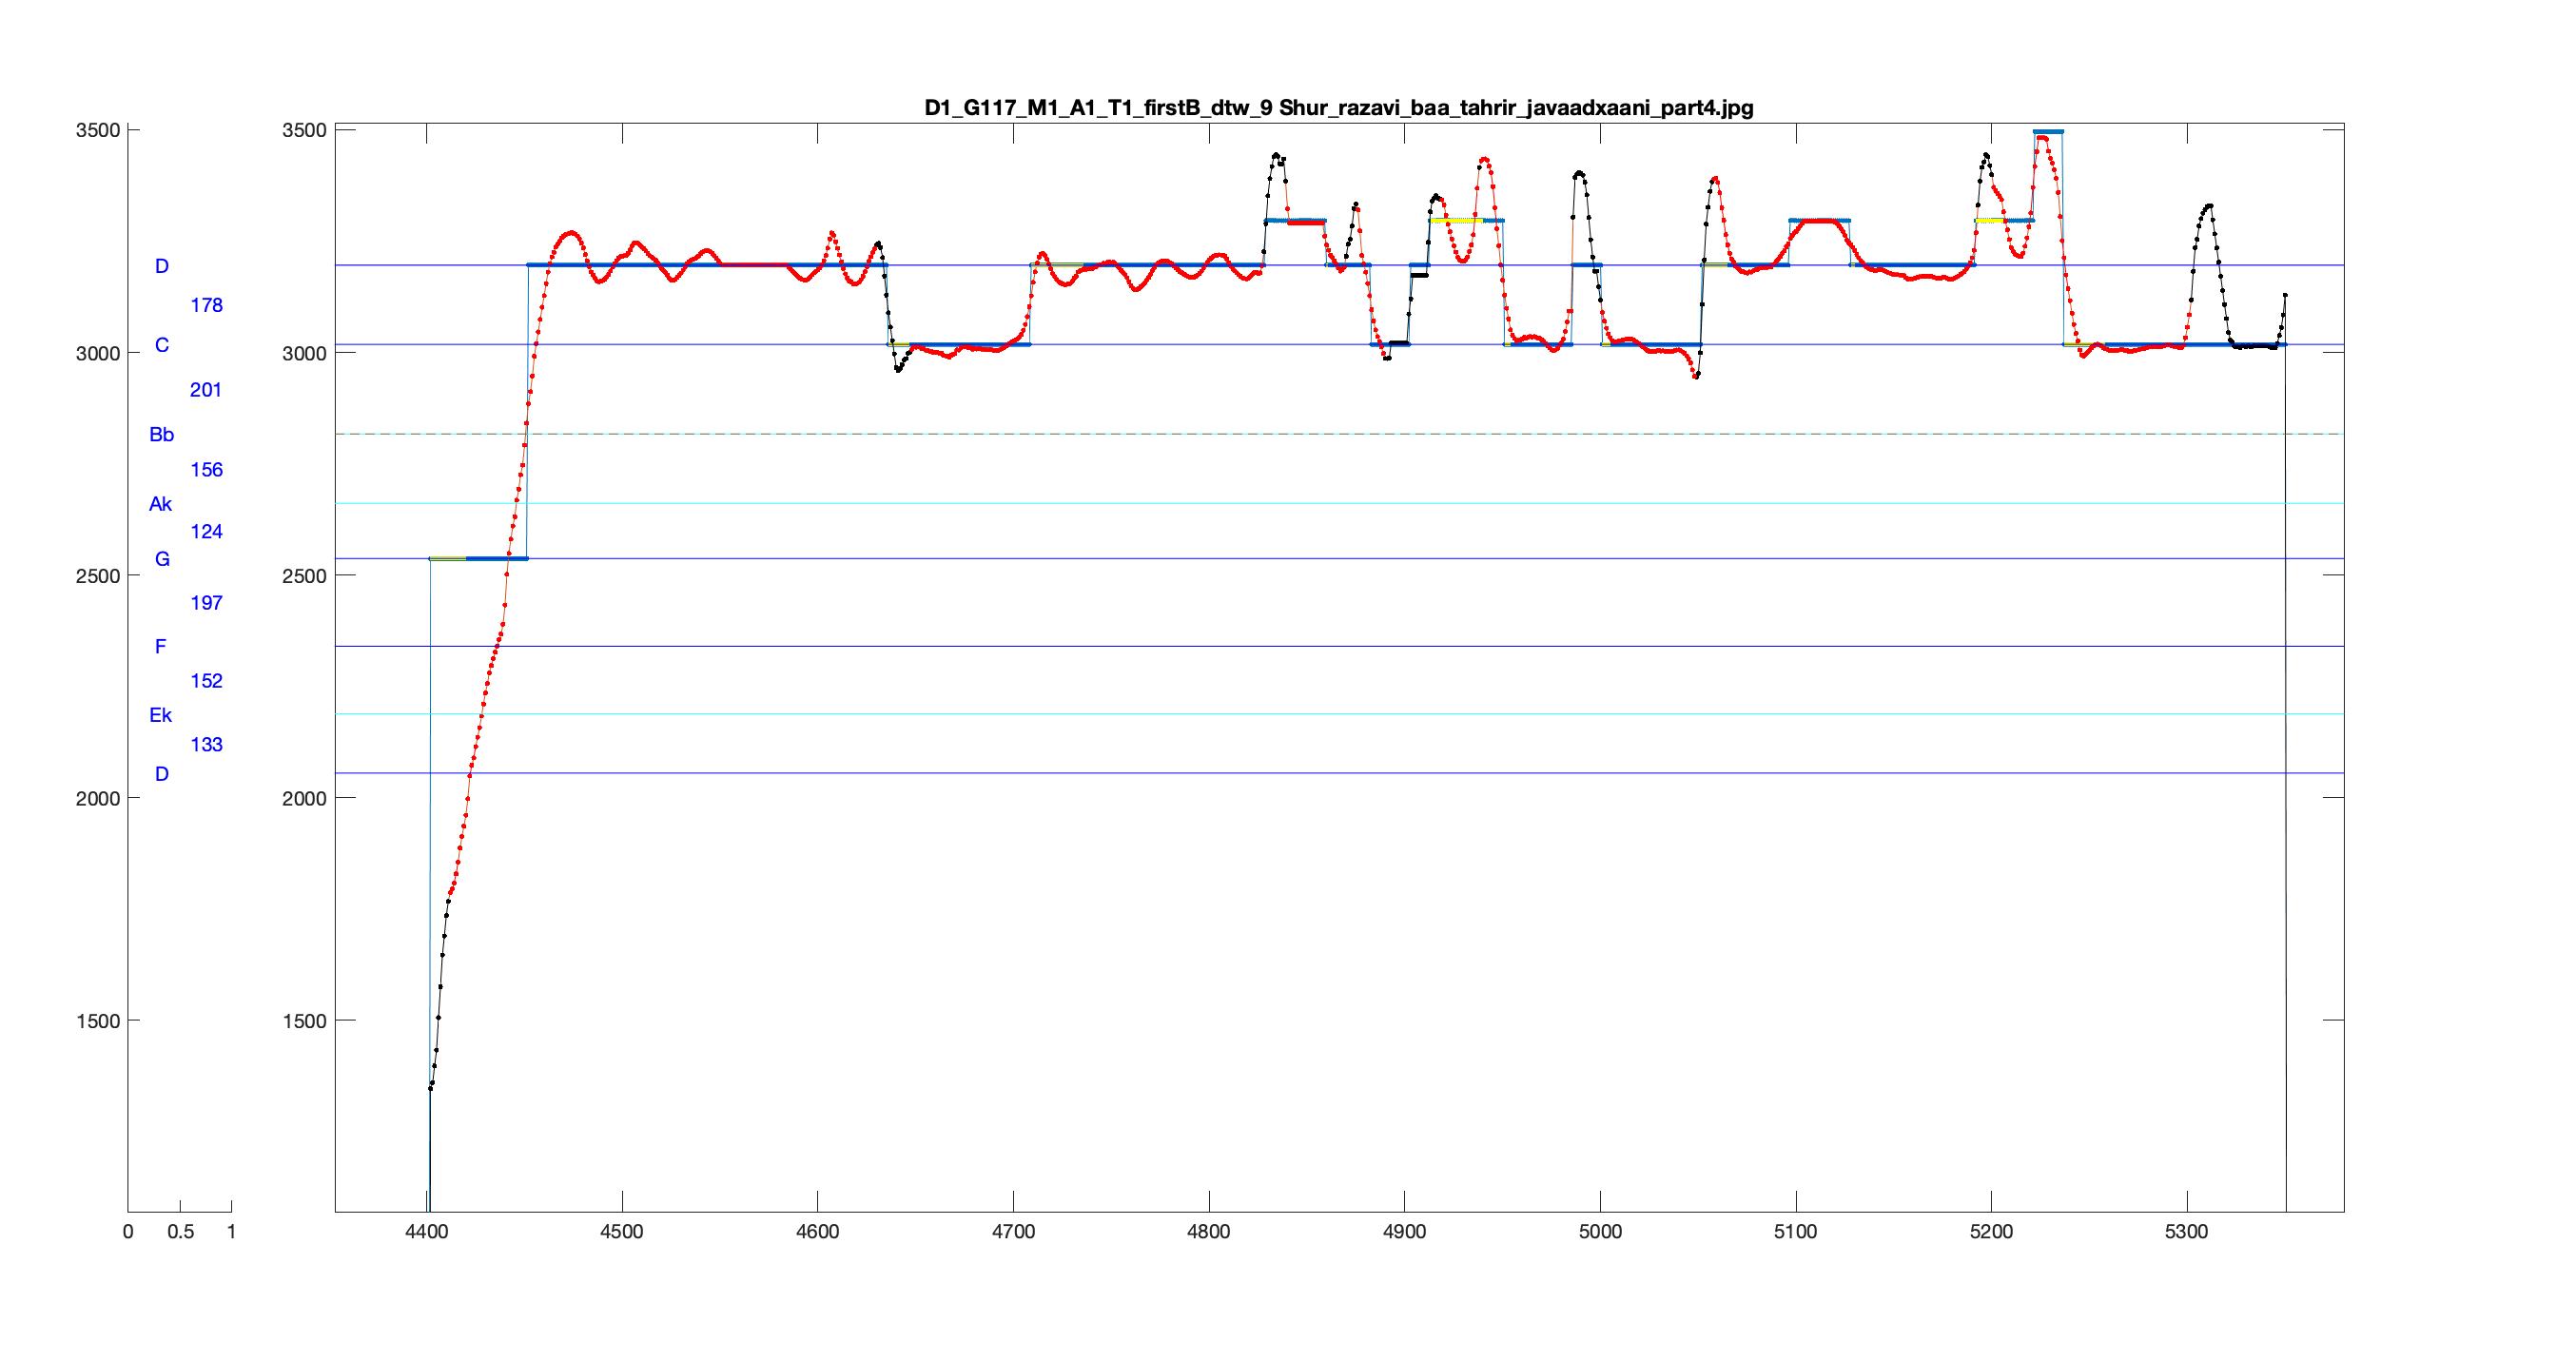 D1_G117_M1_A1_T1_firstB_dtw_9 Shur_razavi_baa_tahrir_javaadxaani_part4.jpg
3500 3500
D
178
C
3000 3000
201
Bb
156
Ak
124
G
2500 2500
197
F
152
Ek
133
D
2000 2000
1500 1500
0 0.5 1 4400 4500 4600 4700 4800 4900 5000 5100 5200 5300